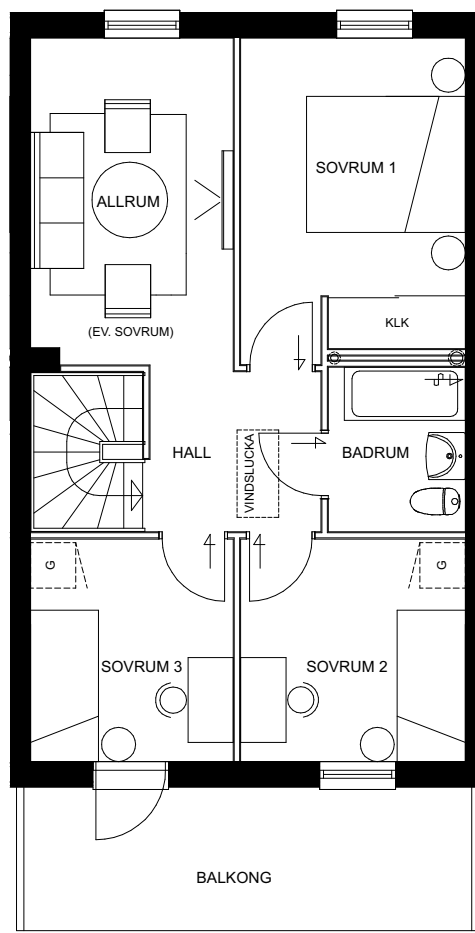 SOVRUM 1
ALLRUM
(EV. SOVRUM)
KLK
HALL
VINDSLUCKA
BADRUM
G
G
SOVRUM 3
SOVRUM 2
BALKONG